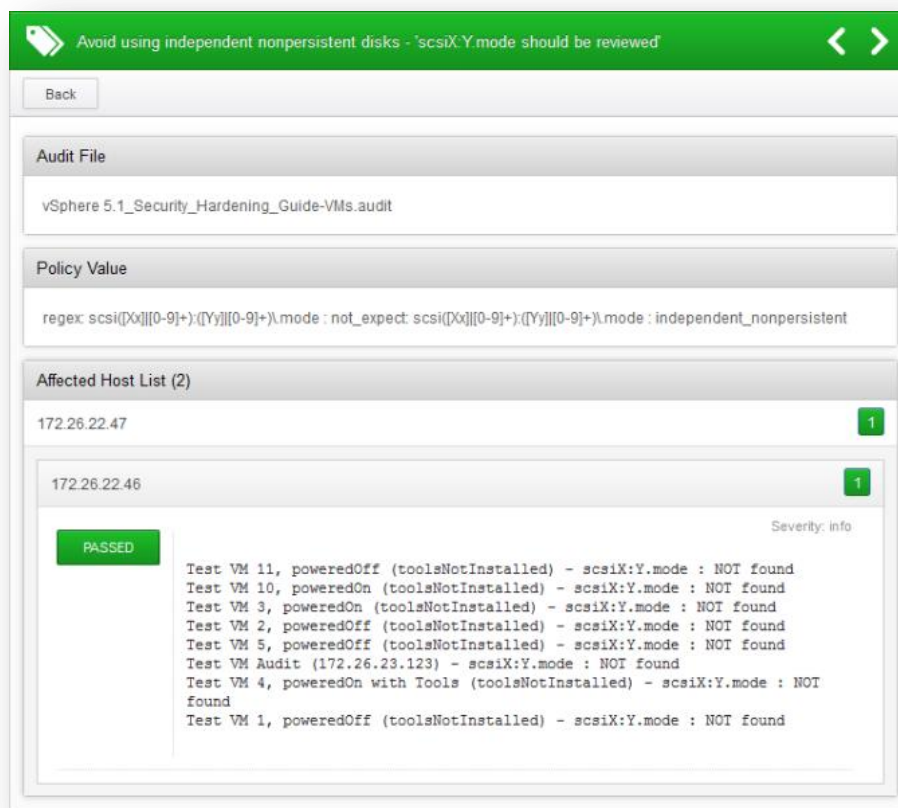 Avoid using independent nonpersistent disks - 'scsiX:Y.mode should be reviewed'
Back
Audit File
vSphere 5.1_Security_Hardening_Guide-VMs.audit
Policy Value
regex: scsi([Xx]|[0-9]+):([Yy]|[0-9]+)\.mode : not_expect: scsi([Xx]|[0-9]+):([Yy]|[0-9]+)\.mode : independent_nonpersistent
Affected Host List (2)
172.26.22.47
1
172.26.22.46
1
Severity: info
PASSED
Test VM 11, poweredOff (toolsNotInstalled) - scsiX:Y.mode : NOT found
Test VM 10, poweredOn (toolsNotInstalled) - scsiX:Y.mode : NOT found
Test VM 3, poweredOn (toolsNotInstalled) - scsiX:Y.mode : NOT found
Test VM 2, poweredOff (toolsNotInstalled) - scsiX:Y.mode : NOT found
Test VM 5, poweredOff (toolsNotInstalled) - scsiX:Y.mode : NOT found
Test VM Audit (172.26.23.123) - scsiX:Y.mode : NOT found
Test VM 4, poweredOn with Tools (toolsNotInstalled) - scsiX:Y.mode : NOT
found
Test VM 1, poweredOff (toolsNotInstalled) - scsiX:Y.mode : NOT found